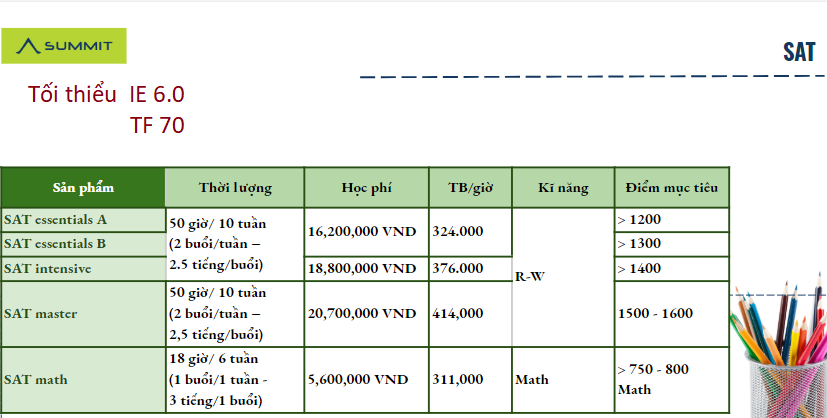 SUMMIT
SAT
Tối thiểu IE 6.0
TF 70
Sản phẩm Thời lượng Học phí TB/giờ Kĩ năng Điểm mục tiêu
SAT essentials A
50 giờ/ 10 tuần
(2 buổi/tuần –
2.5 tiếng/buổi)
16,200,000 VND
324.000
R-W
> 1200
SAT essentials B
> 1300
SAT intensive
18,800,000 VND
376.000
> 1400
SAT master
50 giờ/ 10 tuần
(2 buổi/tuần –
2,5 tiếng/buổi)
20,700,000 VND
414,000
1500 - 1600
SAT math
18 giờ/ 6 tuần
(1 buổi/1 tuần -
3 tiếng/1 buổi)
5,600,000 VND
311,000
Math
> 750 - 800
Math